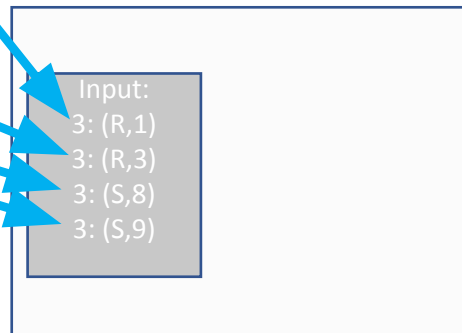 Input:
3: (R,1)
3: (R,3)
3: (S,8)
3: (S,9)